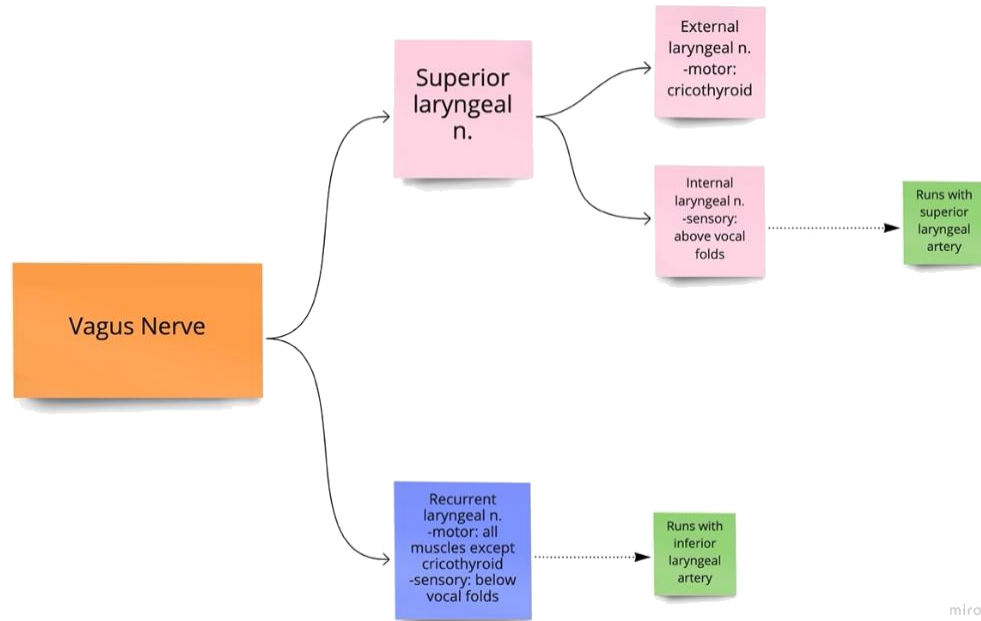 External
laryngeal n.
-motor:
cricothyroid
Superior
laryngeal
n.
Internal
laryngeal n.
-sensory:
above vocal
folds
Runs with
superior
laryngeal
artery
Vagus Nerve
Recurrent
laryngeal n.
-motor: all
muscles except
cricothyroid
-sensory: below
vocal folds
Runs with
inferior
laryngeal
artery
miro